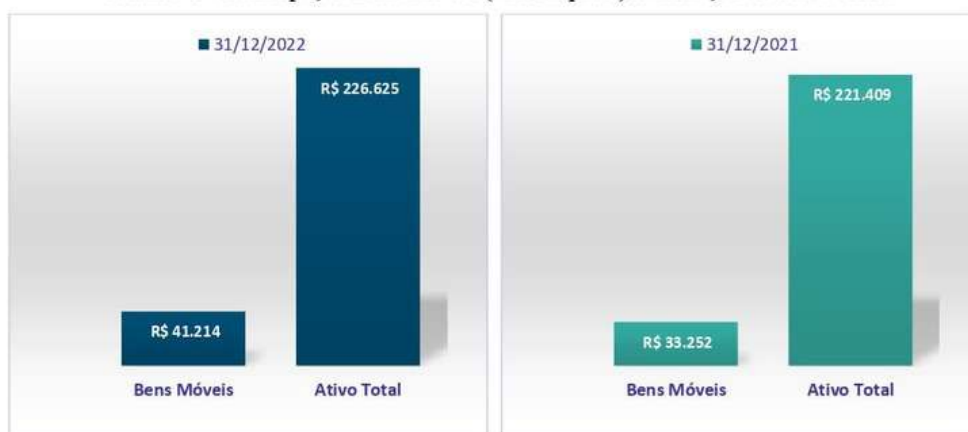 31/12/2022
R$ 226.625
R$ 41.214
Bens Móveis
Ativo Total
31/12/2021
R$ 221.409
R$ 33.252
Bens Móveis
Ativo Total